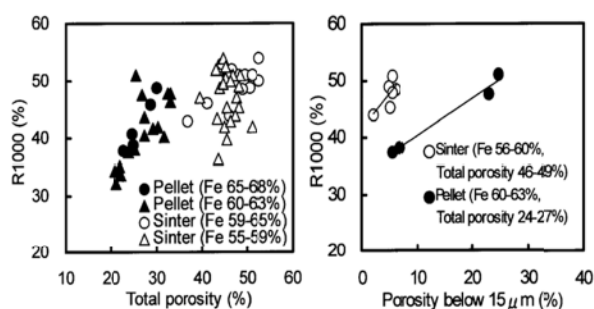 60
50
40
30
20
R1000 (%)
Pellet (Fe 65-68%)
Pellet (Fe 60-63%)
Sinter (Fe 59-65%)
Sinter (Fe 55-59%)
10 20 30 40 50 60
Total porosity (%)
60
50
40
30
20
R1000 (%)
Sinter (Fe 56-60%,
Total porosity 46-49%)
Pellet (Fe 60-63%,
Total porosity 24-27%)
0 10 20 30 40
Porosity below 15μm (%)